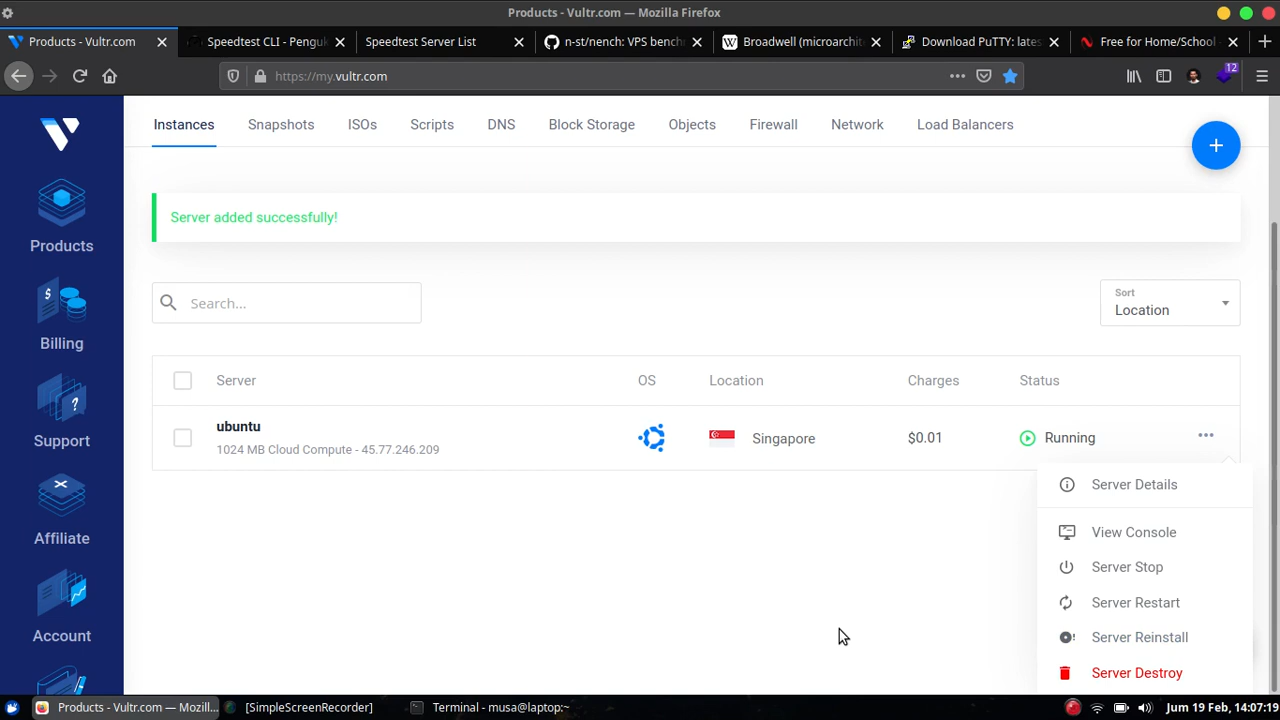 Products - Vultr.com — Mozilla Firefox
Products - Vultr.com
Speedtest CLI - Penguk
Speedtest Server List
n-st/nench: VPS bench
Broadwell (microarchite
Download PuTTY: lates
Free for Home/School -
https://my.vultr.com
12
Instances
Snapshots
ISOs
Scripts
DNS
Block Storage
Objects
Firewall
Network
Load Balancers
+
Products
Billing
Support
Affiliate
Account
Server added successfully!
Search...
Sort
Location
Server
OS
Location
Charges
Status
ubuntu
1024 MB Cloud Compute - 45.77.246.209
Singapore
$0.01
Running
Server Details
View Console
Server Stop
Server Restart
Server Reinstall
Server Destroy
Products - Vultr.com — Mozill...
[SimpleScreenRecorder]
Terminal - musa@laptop:~
Jum 19 Feb, 14:07:19